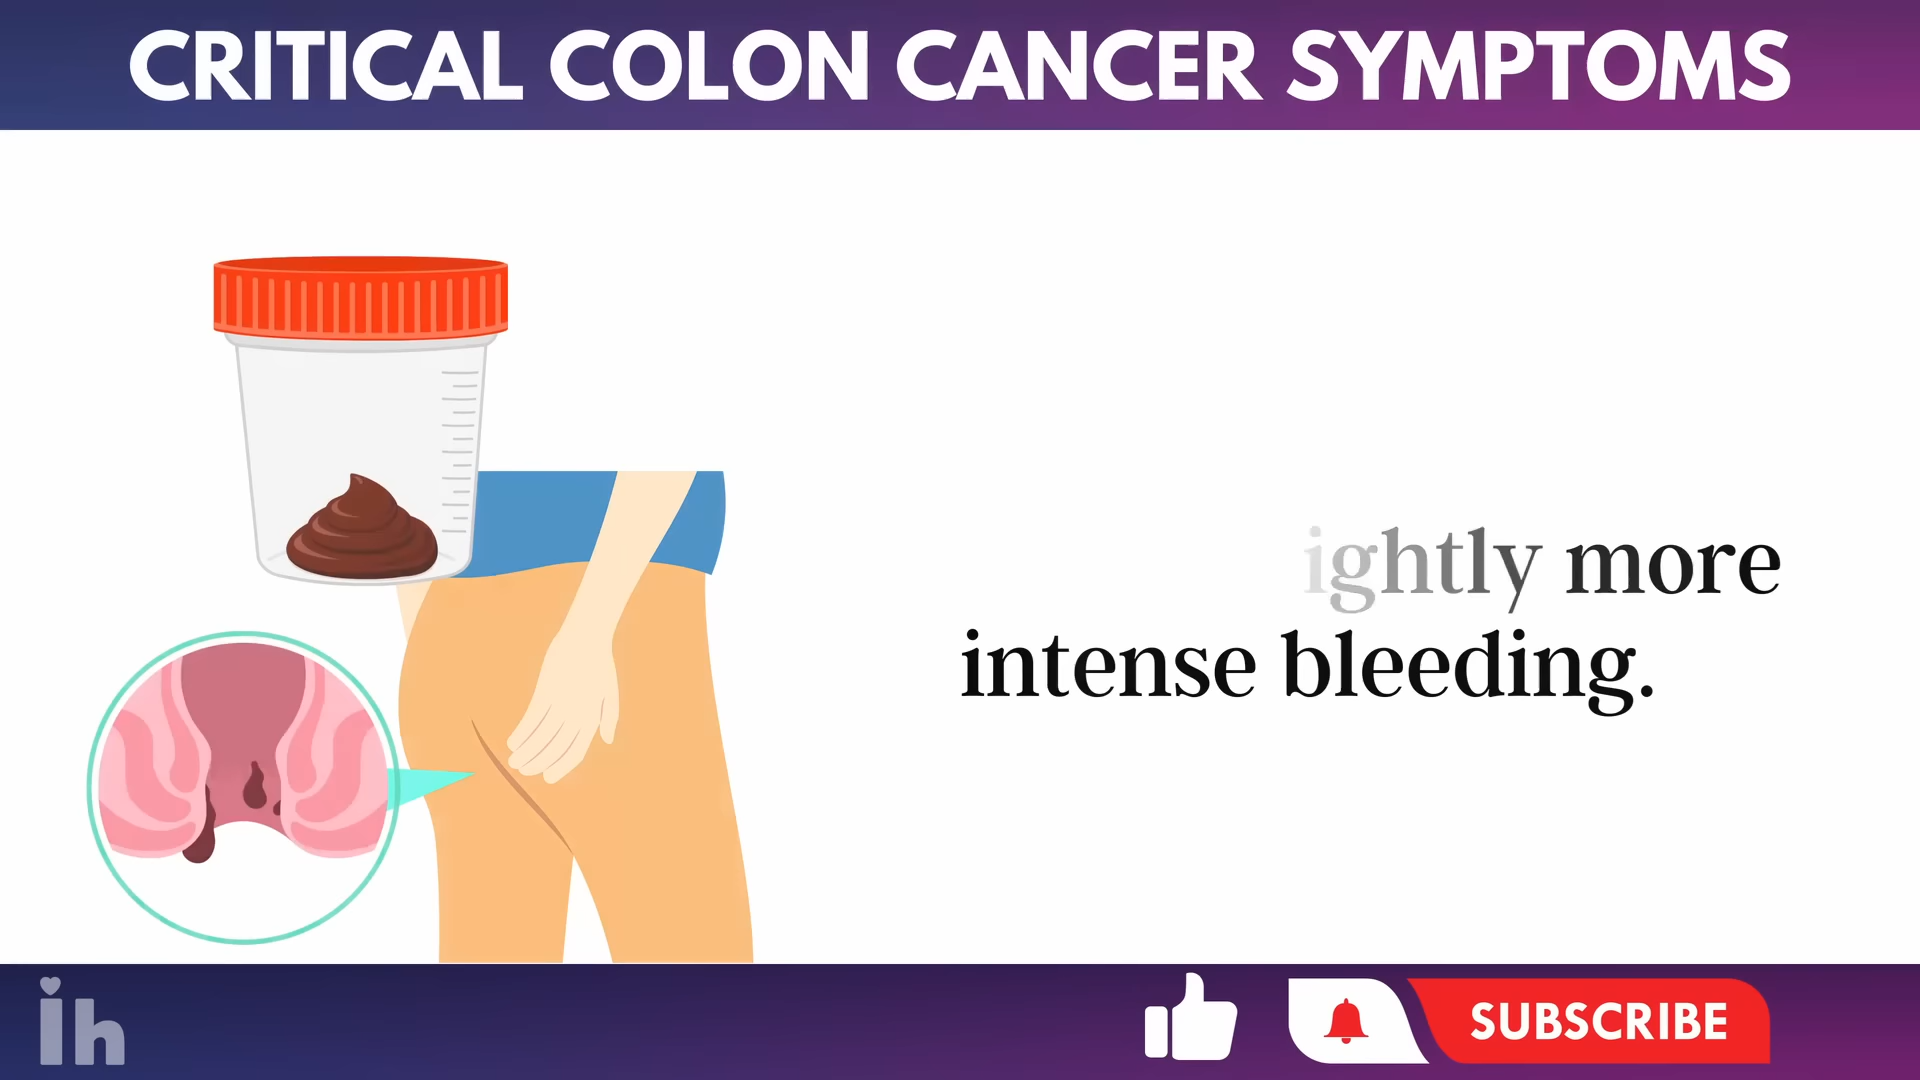 CRITICAL COLON CANCER SYMPTOMS
ightly more
intense bleeding.
ih
SUBSCRIBE